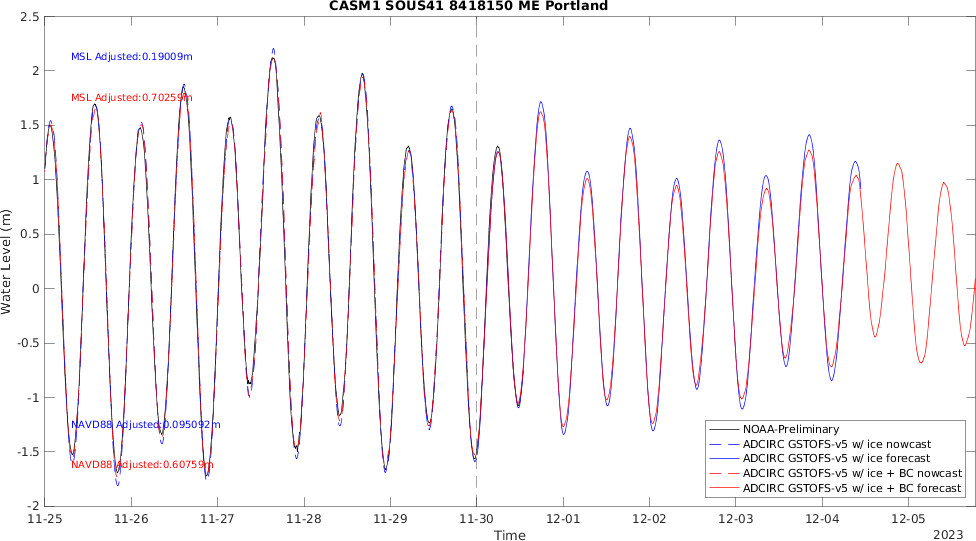 CASM1 SOUS41 8418150 ME Portland
2.5
2
1.5
1
0.5
0
-0.5
-1
-1.5
-2
Water Level (m)
MSL Adjusted:0.19009m
MSL Adjusted:0.70259m
NAVD88 Adjusted:0.095092m
NAVD88 Adjusted:0.60759m
NOAA-Preliminary
ADCIRC GSTOFS-v5 w/ ice nowcast
ADCIRC GSTOFS-v5 w/ ice forecast
ADCIRC GSTOFS-v5 w/ ice + BC nowcast
ADCIRC GSTOFS-v5 w/ ice + BC forecast
11-25 11-26 11-27 11-28 11-29 11-30 12-01 12-02 12-03 12-04 12-05
Time
2023